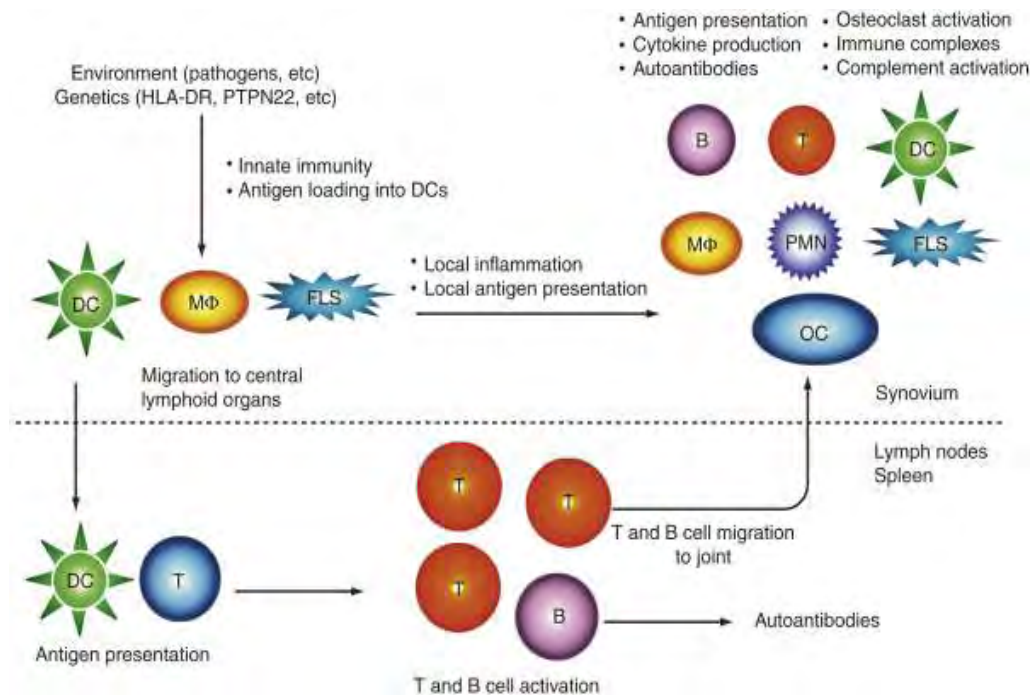 • Antigen presentation
• Cytokine production
• Autoantibodies
• Osteoclast activation
• Immune complexes
• Complement activation
Environment (pathogens, etc)
Genetics (HLA-DR, PTPN22, etc)
• Innate immunity
• Antigen loading into DCs
B
T
DC
MΦ
PMN
FLS
OC
DC
MΦ
FLS
• Local inflammation
• Local antigen presentation
Migration to central
lymphoid organs
Synovium
Lymph nodes
Spleen
DC
T
Antigen presentation
T
T
T
B
T and B cell migration
to joint
Autoantibodies
T and B cell activation